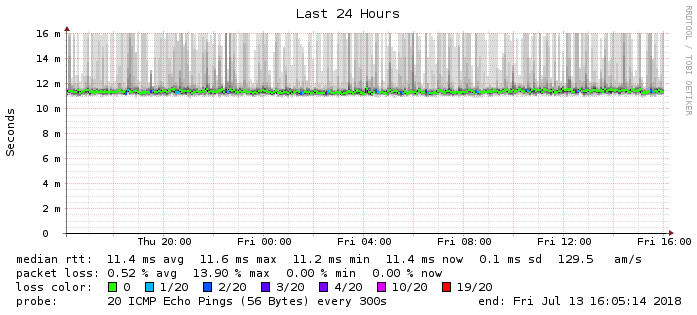 Last 24 Hours
RRDTOOL / TOBI OETIKER
Seconds
16 m
14 m
12 m
10 m
8 m
6 m
4 m
2 m
0
Thu 20:00 Fri 00:00 Fri 04:00 Fri 08:00 Fri 12:00 Fri 16:00
median rtt: 11.4 ms avg 11.6 ms max 11.2 ms min 11.4 ms now 0.1 ms sd 129.5 am/s
packet loss: 0.52 % avg 13.90 % max 0.00 % min 0.00 % now
loss color: 0 1/20 2/20 3/20 4/20 10/20 19/20
probe: 20 ICMP Echo Pings (56 Bytes) every 300s end: Fri Jul 13 16:05:14 2018